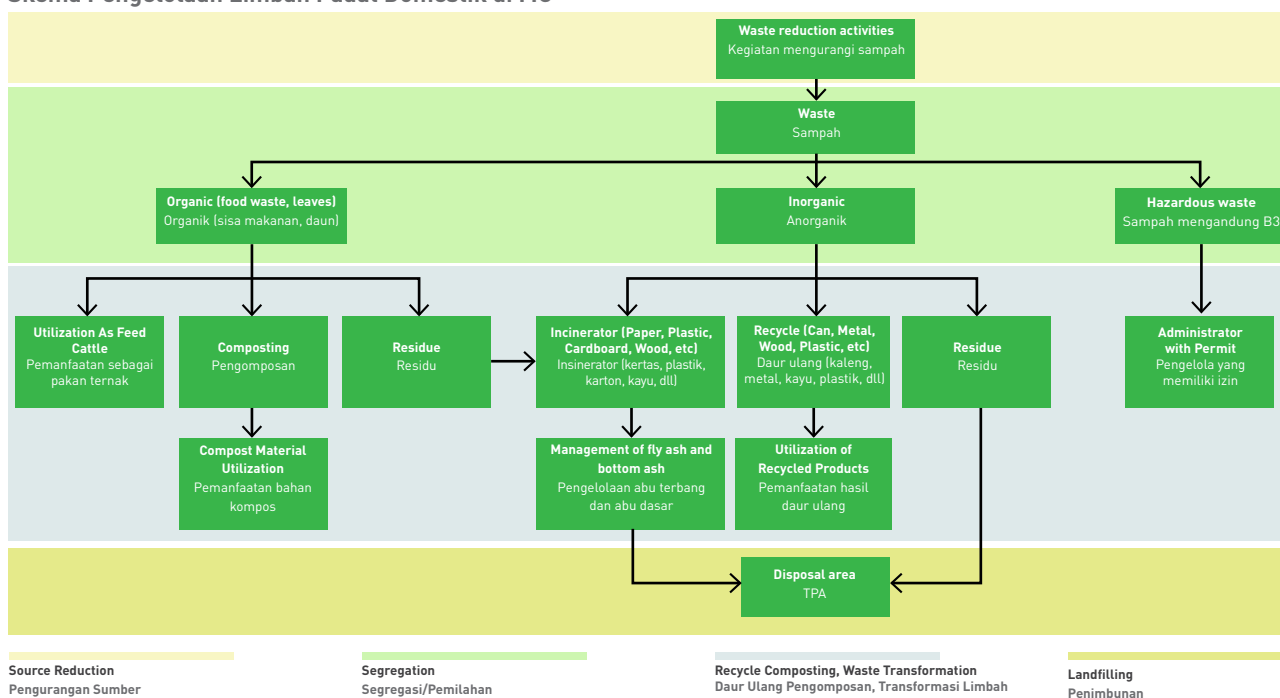 Waste reduction activities
Kegiatan mengurangi sampah
Waste
Sampah
Organic (food waste, leaves)
Organik (sisa makanan, daun)
Inorganic
Anorganik
Hazardous waste
Sampah mengandung B3
Utilization As Feed
Cattle
Pemanfaatan sebagai
pakan ternak
Composting
Pengomposan
Residue
Residu
Incinerator (Paper, Plastic,
Cardboard, Wood, etc)
Insinerator (kertas, plastik,
karton, kayu, dll)
Recycle (Can, Metal,
Wood, Plastic, etc)
Daur ulang (kaleng,
metal, kayu, plastik, dll)
Residue
Residu
Administrator
with Permit
Pengelola yang
memiliki izin
Compost Material
Utilization
Pemanfaatan bahan
kompos
Management of fly ash and
bottom ash
Pengelolaan abu terbang
dan abu dasar
Utilization of
Recycled Products
Pemanfaatan hasil
daur ulang
Disposal area
TPA
Source Reduction
Pengurangan Sumber
Segregation
Segregasi/Pemilahan
Recycle Composting, Waste Transformation
Daur Ulang Pengomposan, Transformasi Limbah
Landfilling
Penimbunan